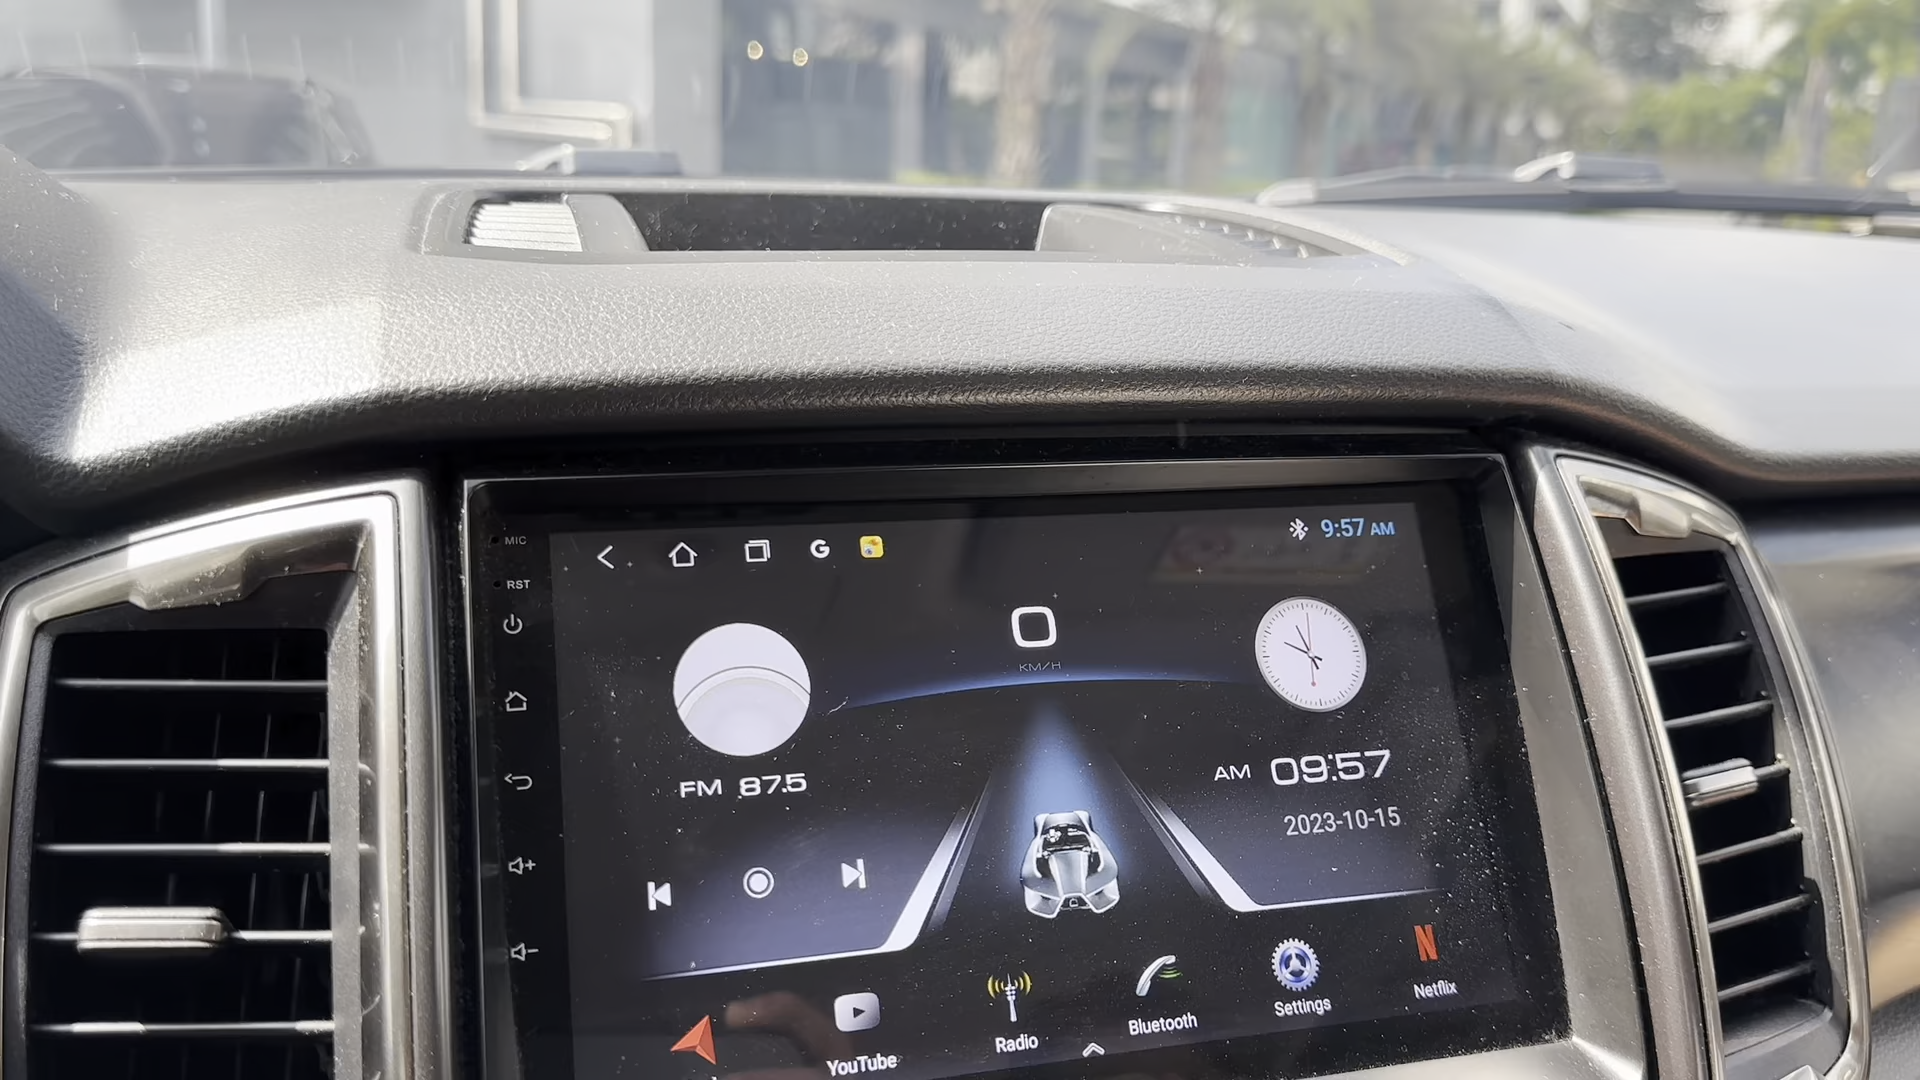 MIC
RST
G
9:57 AM
0
KM/H
FM 87.5
AM 09:57
2023-10-15
YouTube
Radio
Bluetooth
Settings
N
Netflix